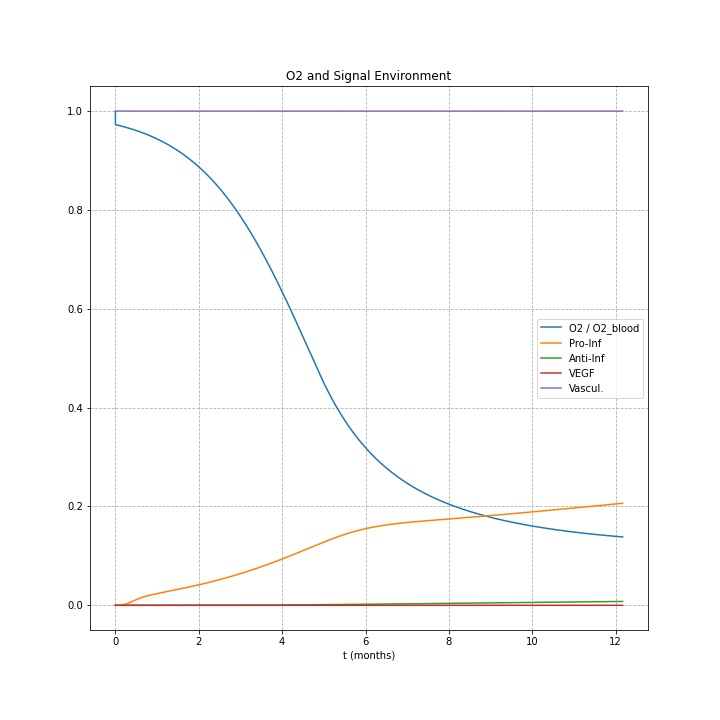 O2 and Signal Environment
1.0
0.8
0.6
0.4
0.2
0.0
O2 / O2_blood
Pro-Inf
Anti-Inf
VEGF
Vascul.
0 2 4 6 8 10 12
t (months)